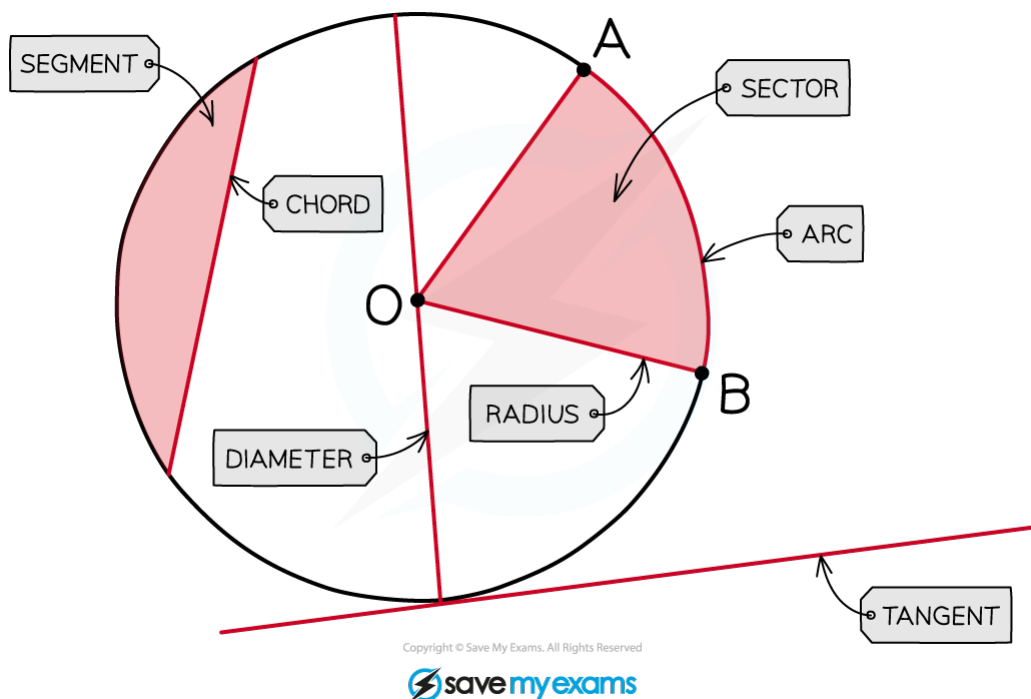 A
SEGMENT
SECTOR
CHORD
ARC
O
B
RADIUS
DIAMETER
TANGENT
Copyright © Save My Exams. All Rights Reserved
save my exams